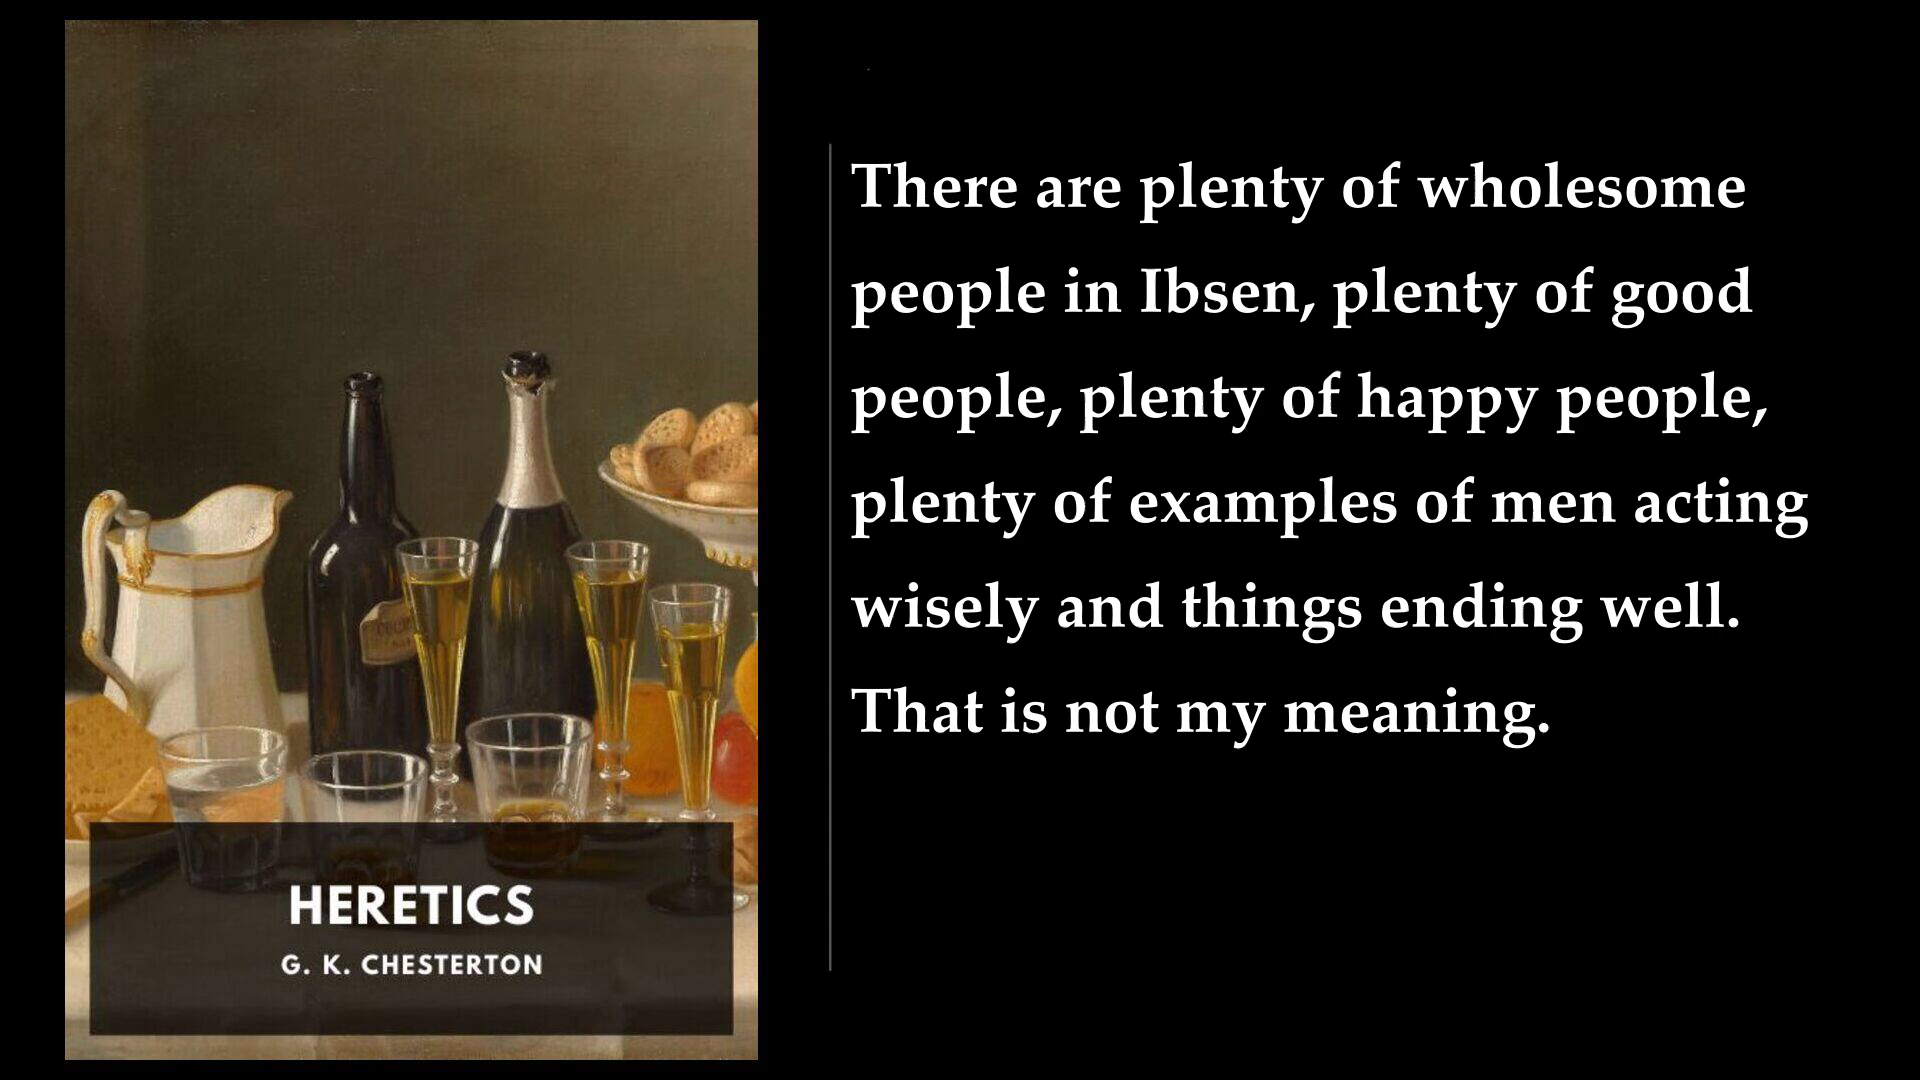 There are plenty of wholesome
people in Ibsen, plenty of good
people, plenty of happy people,
plenty of examples of men acting
wisely and things ending well.
That is not my meaning.
HERETICS
G. K. CHESTERTON